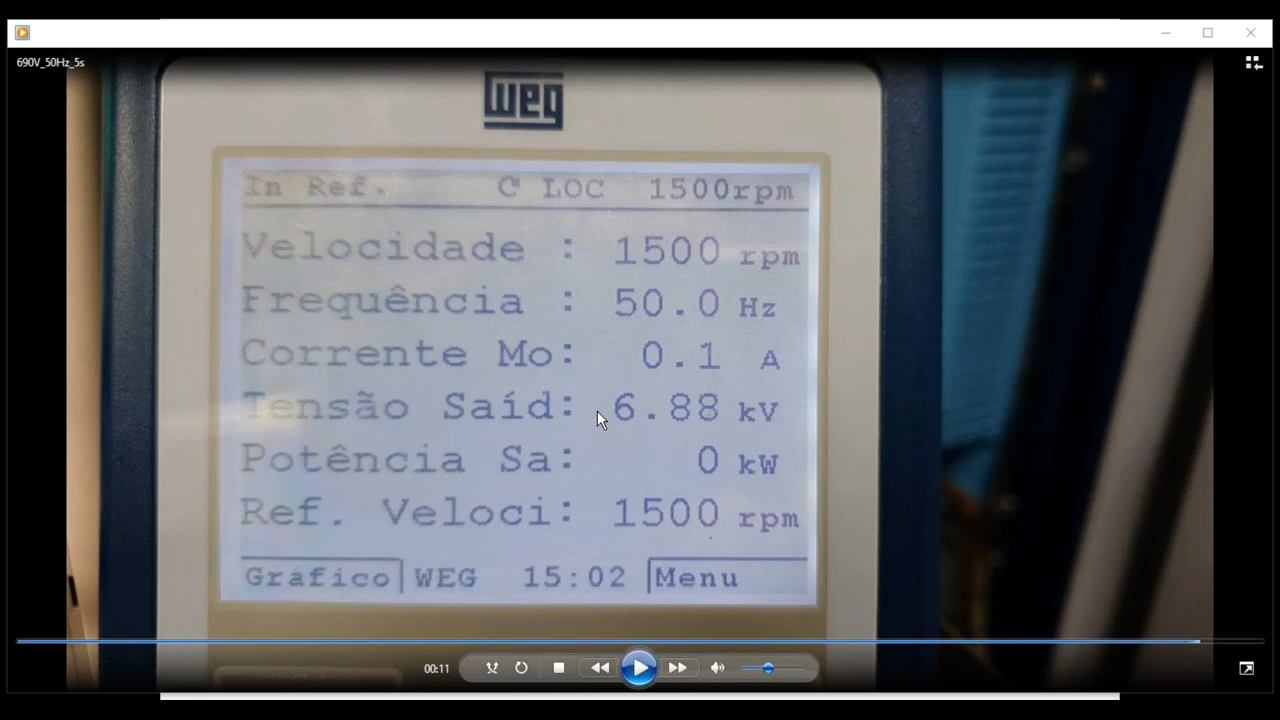 690V_50Hz_5s
weg
In Ref. LOC 1500rpm
Velocidade : 1500 rpm
Frequência : 50.0 Hz
Corrente Mo: 0.1 A
Tensão Saíd: 6.88 kV
Potência Sa: 0 kW
Ref. Veloci: 1500 rpm
Gráfico WEG 15:02 Menu
00:11